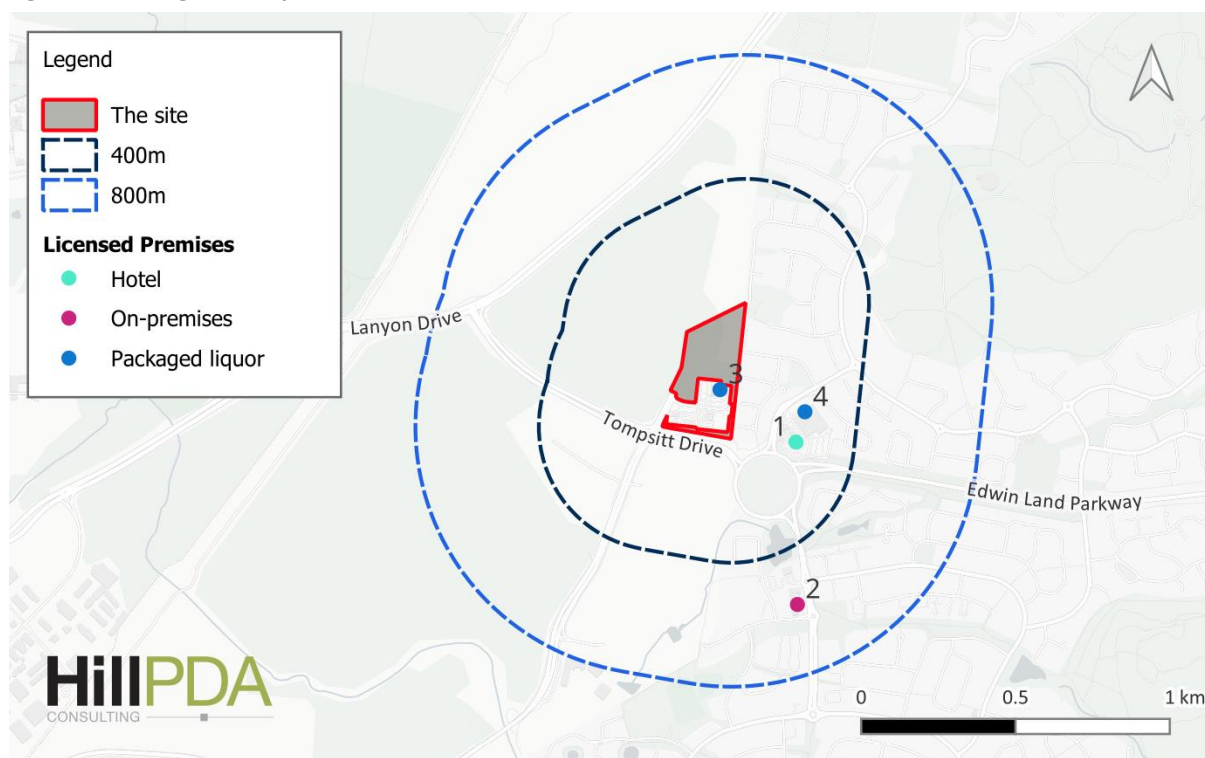 Legend
The site
400m
800m
Licensed Premises
Hotel
On-premises
Packaged liquor
Lanyon Drive
3
4
1
Tompsitt Drive
Edwin Land Parkway
2
HillPDA
CONSULTING
0 0.5 1 km